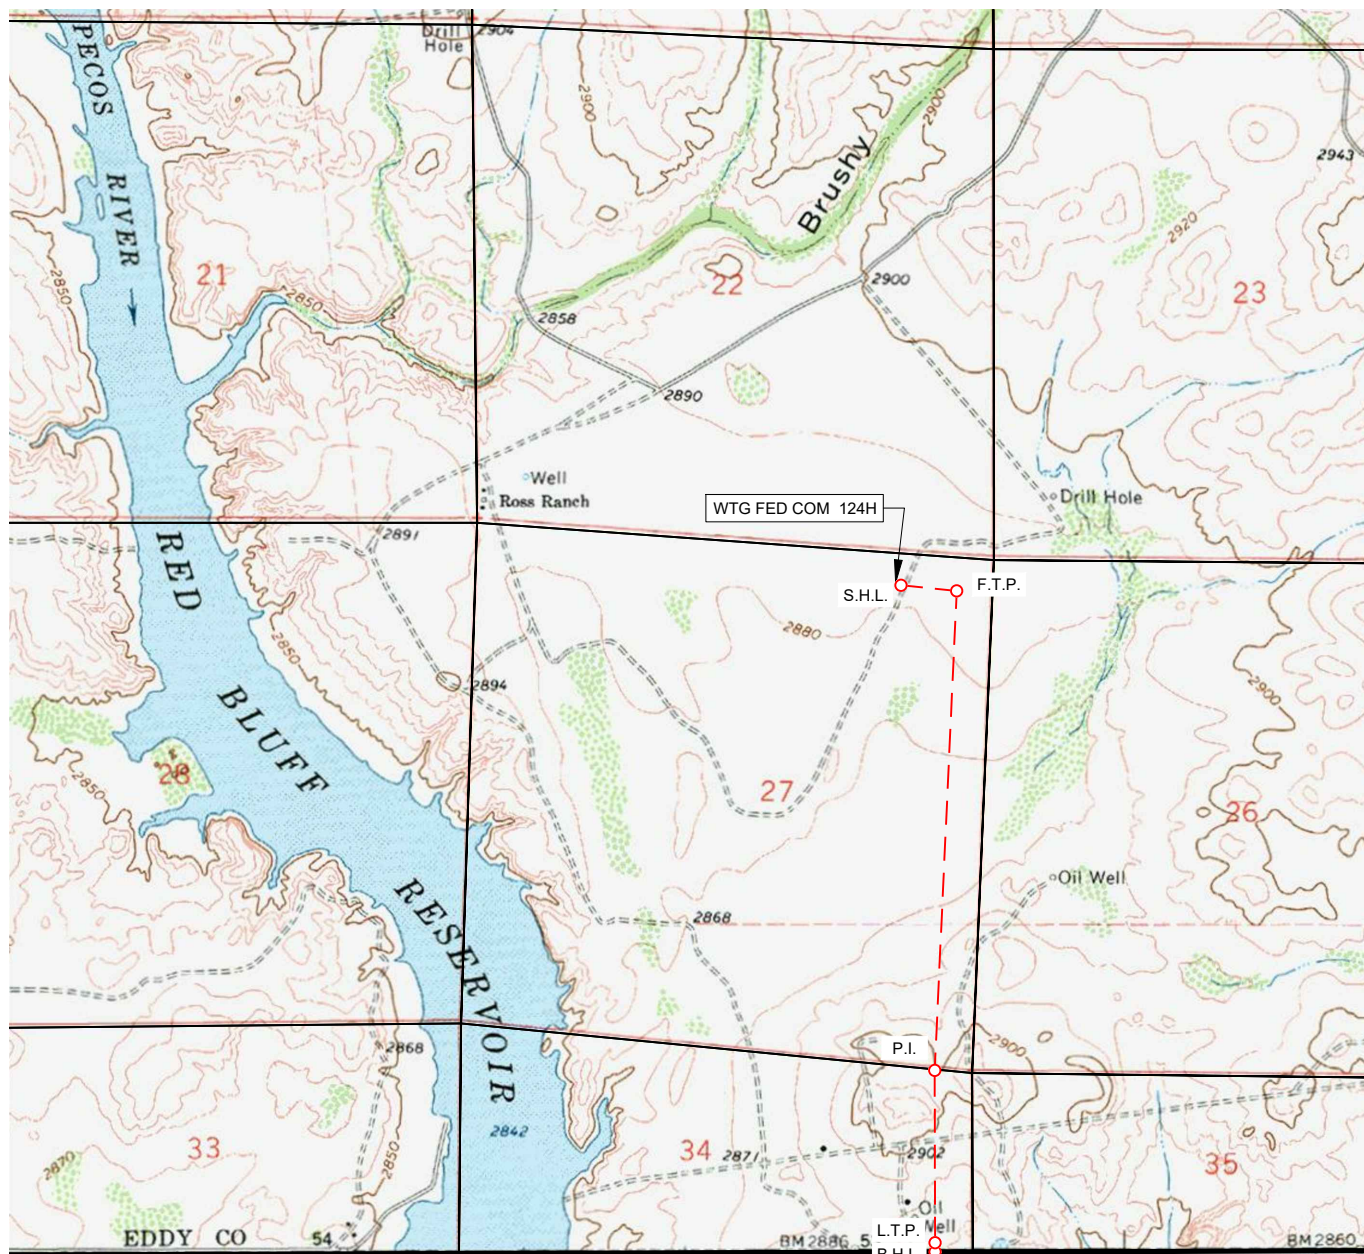 PECOS
Drill
Hole
2904
2900
2900
2943
RIVER
Brushy
2920
2850
21
2850
22
2900
23
2858
2890
Well
Ross Ranch
Drill Hole
WTG FED COM 124H
2891
RED
S.H.L.
F.T.P.
2880
2850
2894
2900
BLUFF
28
2850
27
26
Oil Well
RESERVOIR
2868
P.I.
2900
2868
2842
33
34
2871
2902
35
2870
2850
Oil
Well
L.T.P.
EDDY CO
54
BM 2886
5
B.H.L.
BM 2860